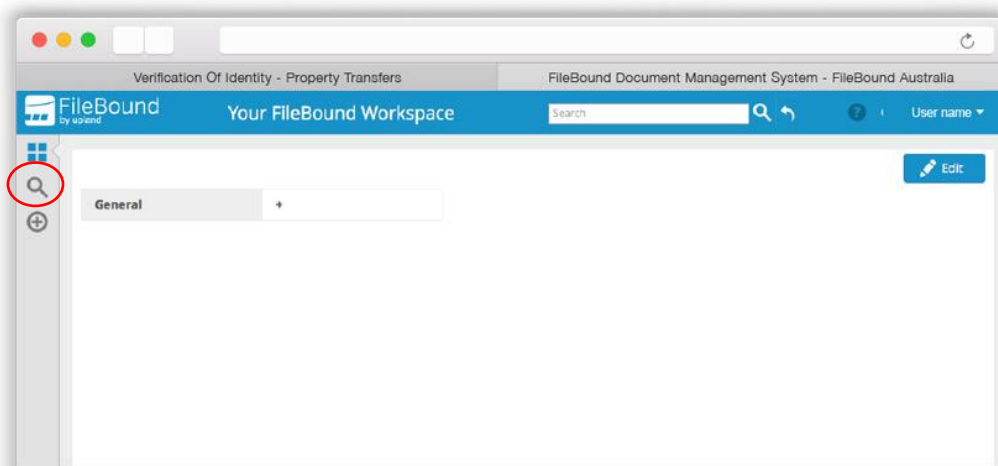 Verification Of Identity - Property Transfers
FileBound Document Management System - FileBound Australia
FileBound
by upland
Your FileBound Workspace
Search
?
User name
Edit
General
+